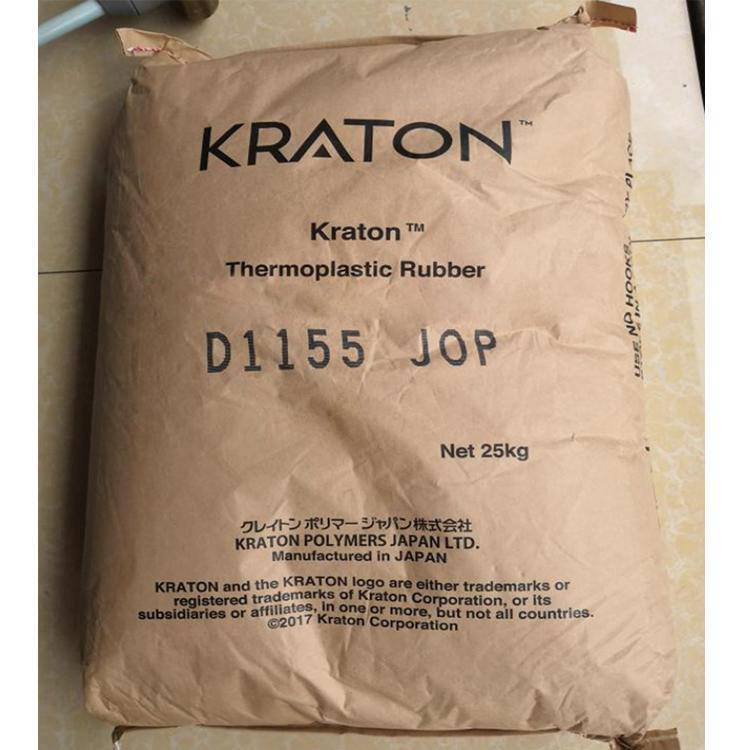 KRATON™
Kraton™
Thermoplastic Rubber
D1155 JOP
Net 25kg
クレイトン ポリマー ジャパン株式会社
KRATON POLYMERS JAPAN LTD.
Manufactured in JAPAN
KRATON and the KRATON logo are either trademarks or
registered trademarks of Kraton Corporation, or its
subsidiaries or affiliates, in one or more, but not all countries.
©2017 Kraton Corporation
USE NO HOOKS